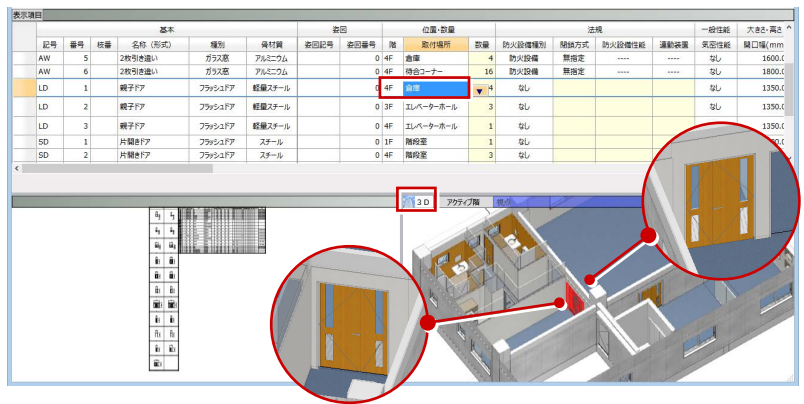 表示項目
基本 姿図 位置・数量 法規 一般性能 大きさ・高さ
記号 番号 枝番 名称（形式） 種別 骨材質 姿図記号 姿図番号 階 取付場所 数量 防火設備種別 閉鎖方式 防火設備性能 連動装置 気密性能 開口幅(mm
AW 5 2枚引き違い ガラス窓 アルミニウム 0 4F 倉庫 4 防火設備 無指定 ---- ---- なし 1600.0
AW 6 2枚引き違い ガラス窓 アルミニウム 0 4F 待合コーナー 16 防火設備 無指定 ---- ---- なし 1800.0
LD 1 親子ドア フラッシュドア 軽量スチール 0 4F 倉庫 4 なし なし 1350.0
LD 2 親子ドア フラッシュドア 軽量スチール 0 3F エレベーターホール 3 なし なし 1350.0
LD 3 親子ドア フラッシュドア 軽量スチール 0 4F エレベーターホール 1 なし 1350.0
SD 1 片開きドア フラッシュドア スチール 0 1F 階段室 1 なし
SD 2 片開きドア フラッシュドア スチール 0 4F 階段室 3 なし
3D アクティブ階